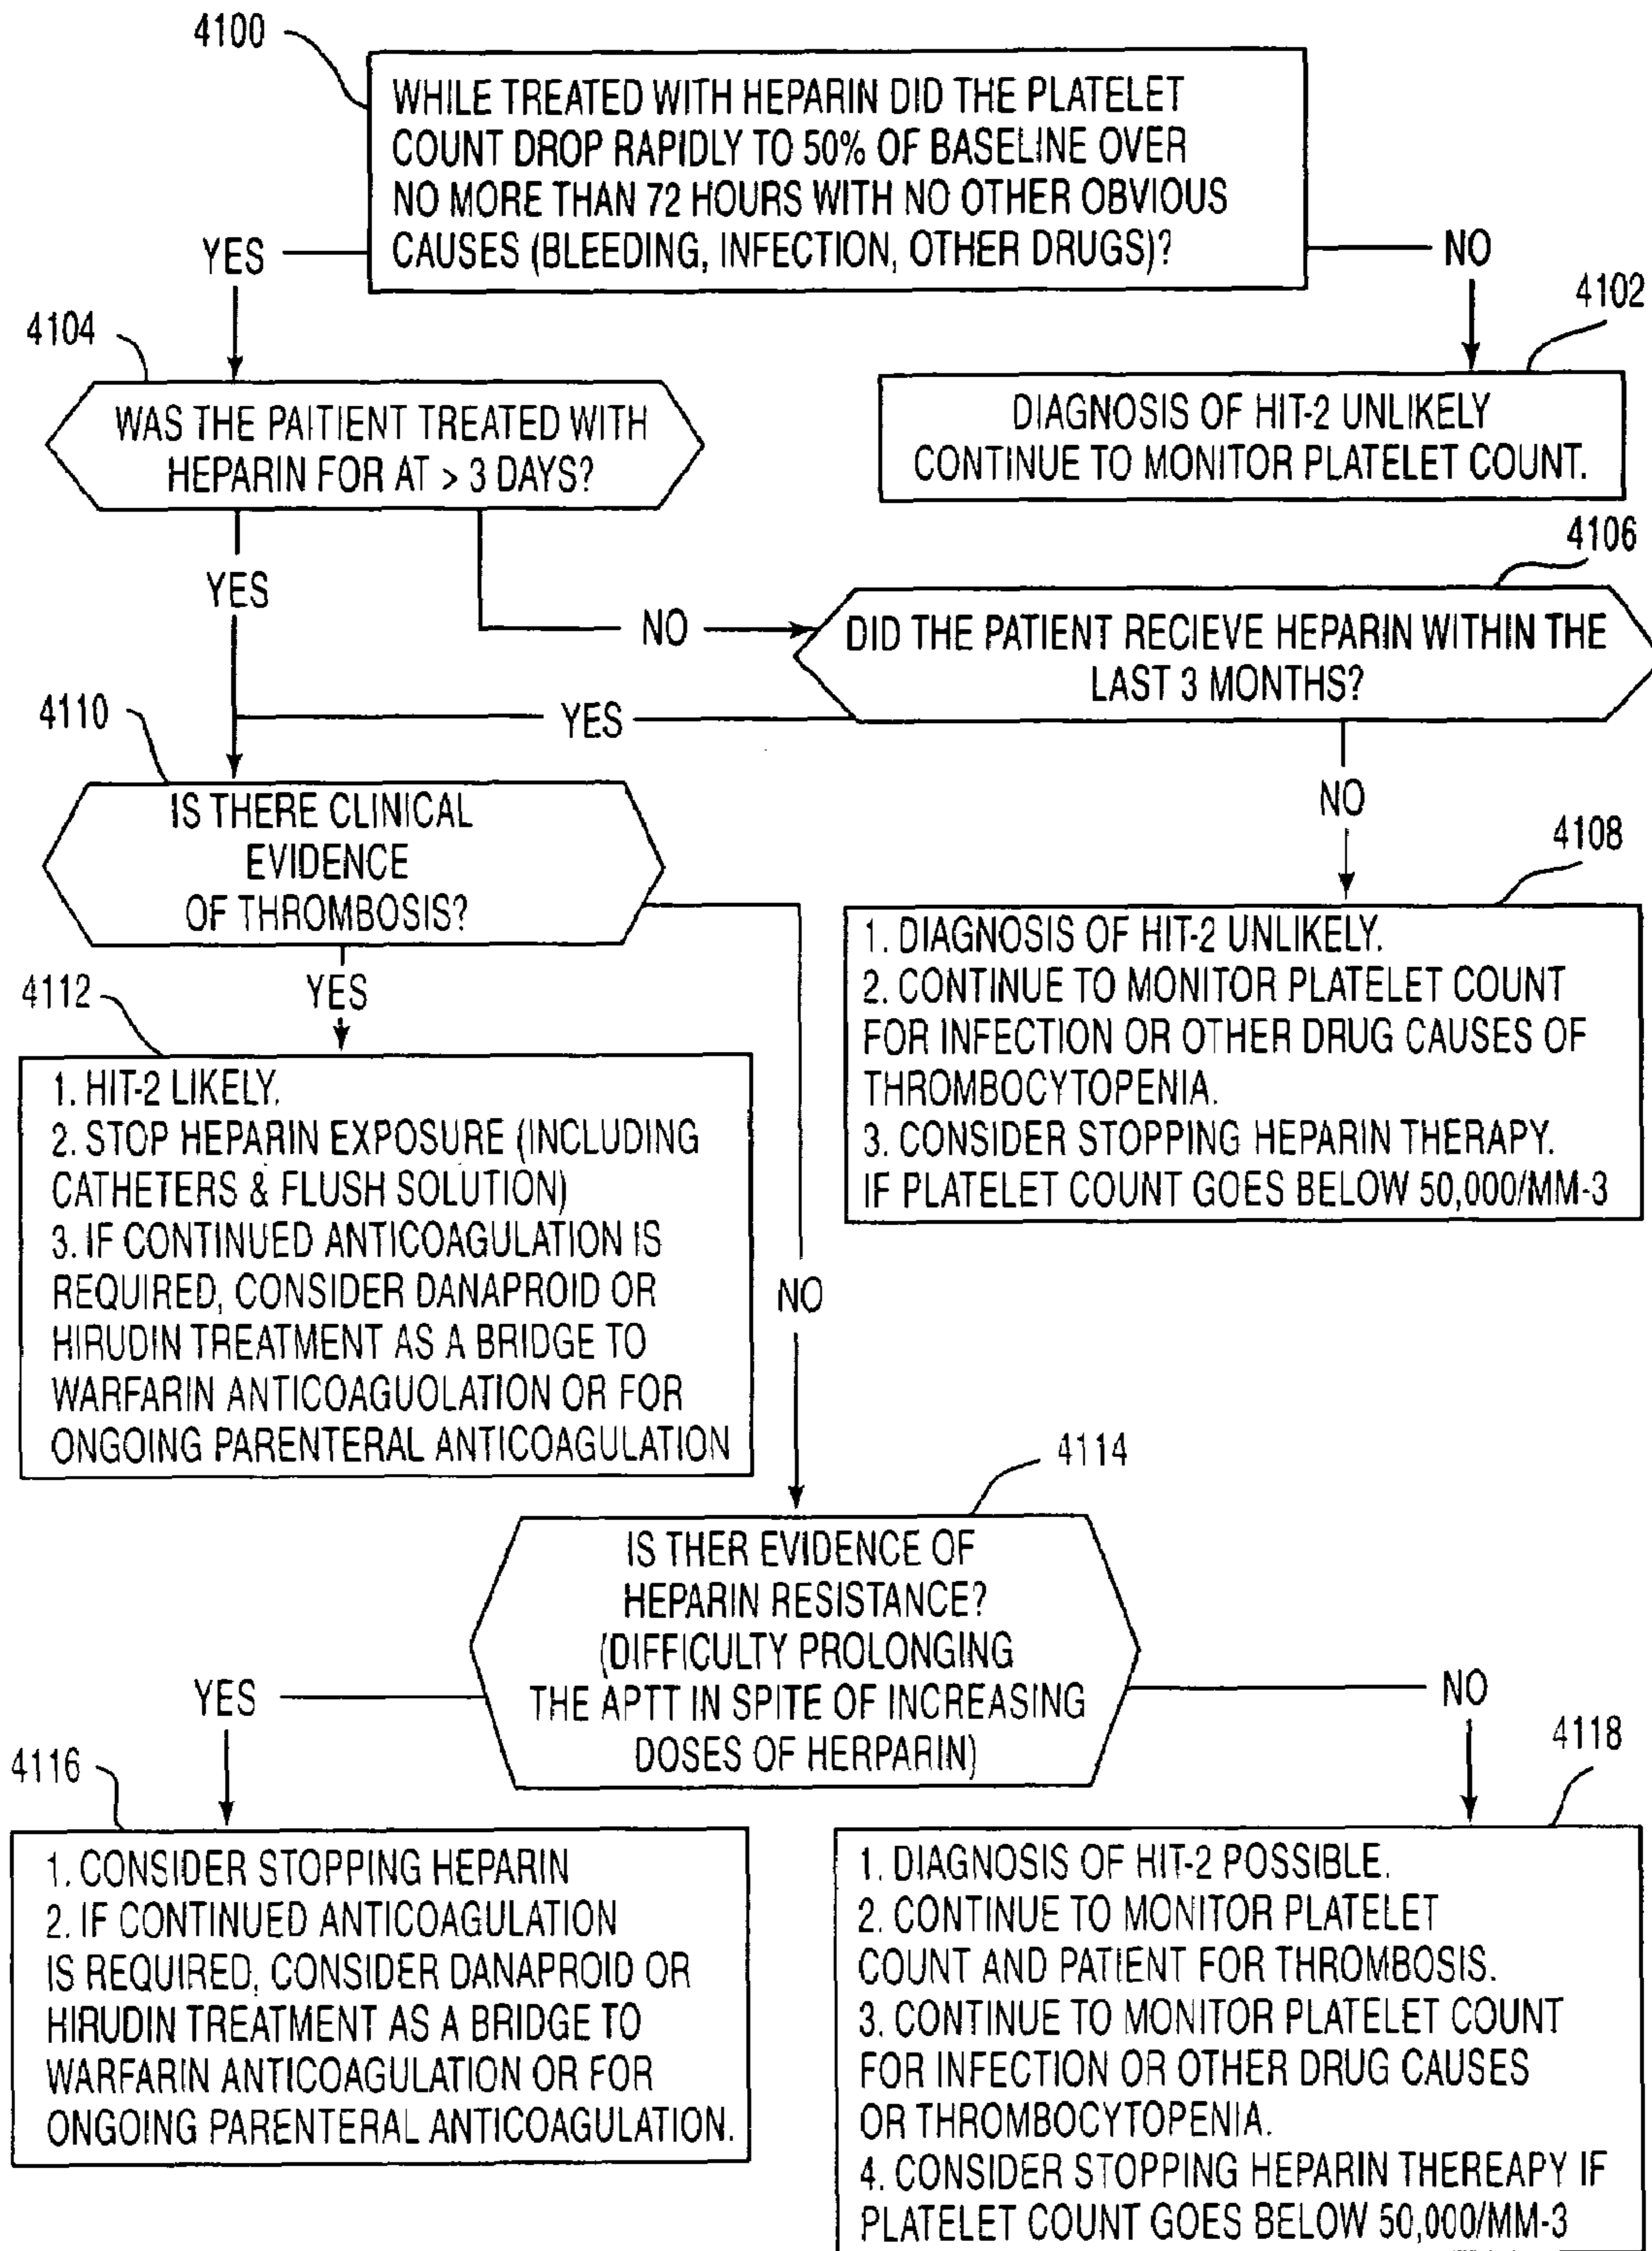 4100
WHILE TREATED WITH HEPARIN DID THE PLATELET
COUNT DROP RAPIDLY TO 50% OF BASELINE OVER
NO MORE THAN 72 HOURS WITH NO OTHER OBVIOUS
CAUSES (BLEEDING, INFECTION, OTHER DRUGS)?
YES
NO
4102
DIAGNOSIS OF HIT-2 UNLIKELY
CONTINUE TO MONITOR PLATELET COUNT.
4104
WAS THE PAITIENT TREATED WITH
HEPARIN FOR AT > 3 DAYS?
YES
NO
4106
DID THE PATIENT RECIEVE HEPARIN WITHIN THE
LAST 3 MONTHS?
YES
NO
4108
1. DIAGNOSIS OF HIT-2 UNLIKELY.
2. CONTINUE TO MONITOR PLATELET COUNT
FOR INFECTION OR OTHER DRUG CAUSES OF
THROMBOCYTOPENIA.
3. CONSIDER STOPPING HEPARIN THERAPY.
IF PLATELET COUNT GOES BELOW 50,000/MM-3
4110
IS THERE CLINICAL
EVIDENCE
OF THROMBOSIS?
YES
NO
4112
1. HIT-2 LIKELY.
2. STOP HEPARIN EXPOSURE (INCLUDING
CATHETERS & FLUSH SOLUTION)
3. IF CONTINUED ANTICOAGULATION IS
REQUIRED, CONSIDER DANAPROID OR
HIRUDIN TREATMENT AS A BRIDGE TO
WARFARIN ANTICOAGUOLATION OR FOR
ONGOING PARENTERAL ANTICOAGULATION
4114
IS THER EVIDENCE OF
HEPARIN RESISTANCE?
(DIFFICULTY PROLONGING
THE APTT IN SPITE OF INCREASING
DOSES OF HERPARIN)
YES
NO
4116
1. CONSIDER STOPPING HEPARIN
2. IF CONTINUED ANTICOAGULATION
IS REQUIRED, CONSIDER DANAPROID OR
HIRUDIN TREATMENT AS A BRIDGE TO
WARFARIN ANTICOAGULATION OR FOR
ONGOING PARENTERAL ANTICOAGULATION.
4118
1. DIAGNOSIS OF HIT-2 POSSIBLE.
2. CONTINUE TO MONITOR PLATELET
COUNT AND PATIENT FOR THROMBOSIS.
3. CONTINUE TO MONITOR PLATELET COUNT
FOR INFECTION OR OTHER DRUG CAUSES
OR THROMBOCYTOPENIA.
4. CONSIDER STOPPING HEPARIN THEREAPY IF
PLATELET COUNT GOES BELOW 50,000/MM-3